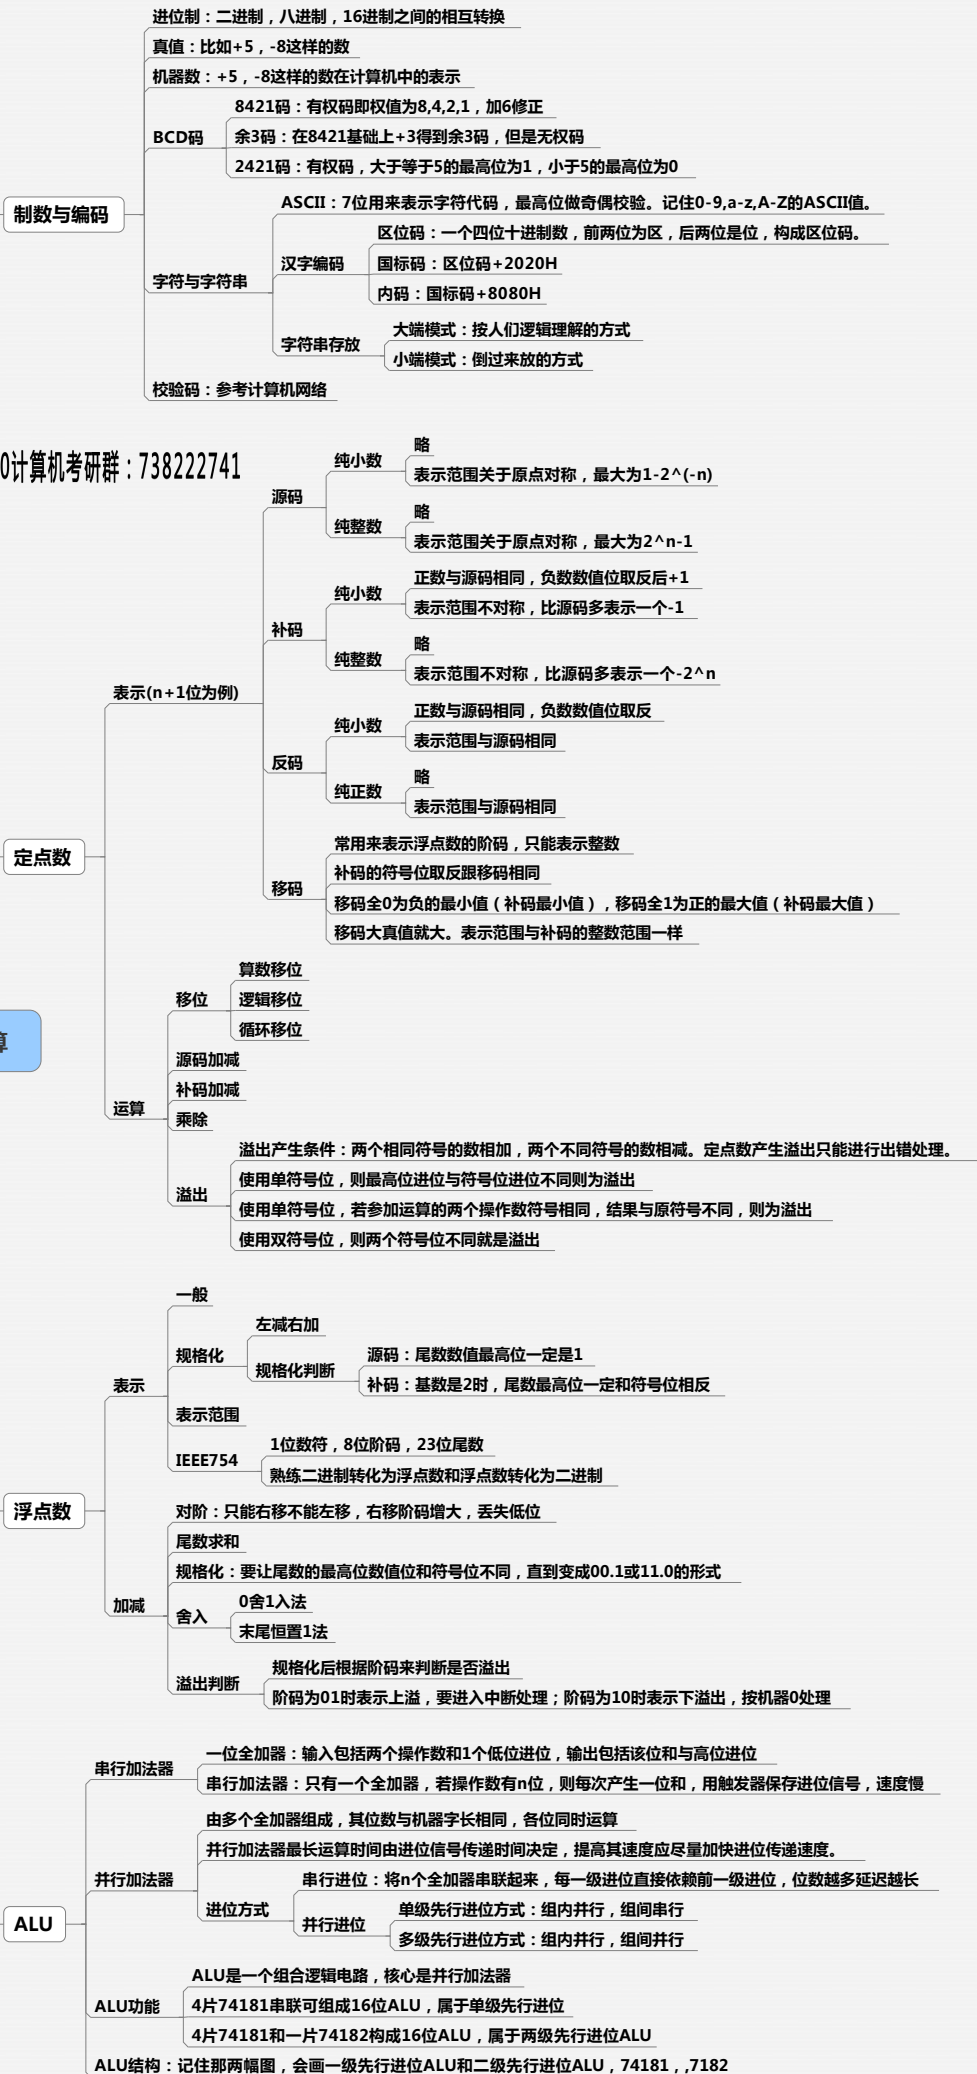 进位制：二进制，八进制，16进制之间的相互转换
真值：比如+5，-8这样的数
机器数：+5，-8这样的数在计算机中的表示
8421码：有权码即权值为8,4,2,1，加6修正
BCD码
余3码：在8421基础上+3得到余3码，但是无权码
2421码：有权码，大于等于5的最高位为1，小于5的最高位为0
制数与编码
ASCII：7位用来表示字符代码，最高位做奇偶校验。记住0-9,a-z,A-Z的ASCII值。
区位码：一个四位十进制数，前两位为区，后两位是位，构成区位码。
汉字编码
国标码：区位码+2020H
字符与字符串
内码：国标码+8080H
大端模式：按人们逻辑理解的方式
字符串存放
小端模式：倒过来放的方式
校验码：参考计算机网络
0计算机考研群：738222741
略
纯小数
表示范围关于原点对称，最大为1-2^(-n)
源码
略
纯整数
表示范围关于原点对称，最大为2^n-1
正数与源码相同，负数数值位取反后+1
纯小数
表示范围不对称，比源码多表示一个-1
补码
略
纯整数
表示范围不对称，比源码多表示一个-2^n
表示(n+1位为例)
正数与源码相同，负数数值位取反
纯小数
表示范围与源码相同
反码
略
纯正数
表示范围与源码相同
定点数
常用来表示浮点数的阶码，只能表示整数
补码的符号位取反跟移码相同
移码
移码全0为负的最小值（补码最小值），移码全1为正的最大值（补码最大值）
移码大真值就大。表示范围与补码的整数范围一样
算数移位
移位
逻辑移位
循环移位
算
源码加减
补码加减
运算
乘除
溢出产生条件：两个相同符号的数相加，两个不同符号的数相减。定点数产生溢出只能进行出错处理。
使用单符号位，则最高位进位与符号位进位不同则为溢出
溢出
使用单符号位，若参加运算的两个操作数符号相同，结果与原符号不同，则为溢出
使用双符号位，则两个符号位不同就是溢出
一般
左减右加
规格化
源码：尾数数值最高位一定是1
规格化判断
补码：基数是2时，尾数最高位一定和符号位相反
表示
表示范围
1位数符，8位阶码，23位尾数
IEEE754
熟练二进制转化为浮点数和浮点数转化为二进制
浮点数
对阶：只能右移不能左移，右移阶码增大，丢失低位
尾数求和
规格化：要让尾数的最高位数值位和符号位不同，直到变成00.1或11.0的形式
加减
0舍1入法
舍入
末尾恒置1法
规格化后根据阶码来判断是否溢出
溢出判断
阶码为01时表示上溢，要进入中断处理；阶码为10时表示下溢出，按机器0处理
一位全加器：输入包括两个操作数和1个低位进位，输出包括该位和与高位进位
串行加法器
串行加法器：只有一个全加器，若操作数有n位，则每次产生一位和，用触发器保存进位信号，速度慢
由多个全加器组成，其位数与机器字长相同，各位同时运算
并行加法器最长运算时间由进位信号传递时间决定，提高其速度应尽量加快进位传递速度。
并行加法器
串行进位：将n个全加器串联起来，每一级进位直接依赖前一级进位，位数越多延迟越长
进位方式
单级先行进位方式：组内并行，组间串行
并行进位
多级先行进位方式：组内并行，组间并行
ALU
ALU是一个组合逻辑电路，核心是并行加法器
ALU功能
4片74181串联可组成16位ALU，属于单级先行进位
4片74181和一片74182构成16位ALU，属于两级先行进位ALU
ALU结构：记住那两幅图，会画一级先行进位ALU和二级先行进位ALU，74181，,7182